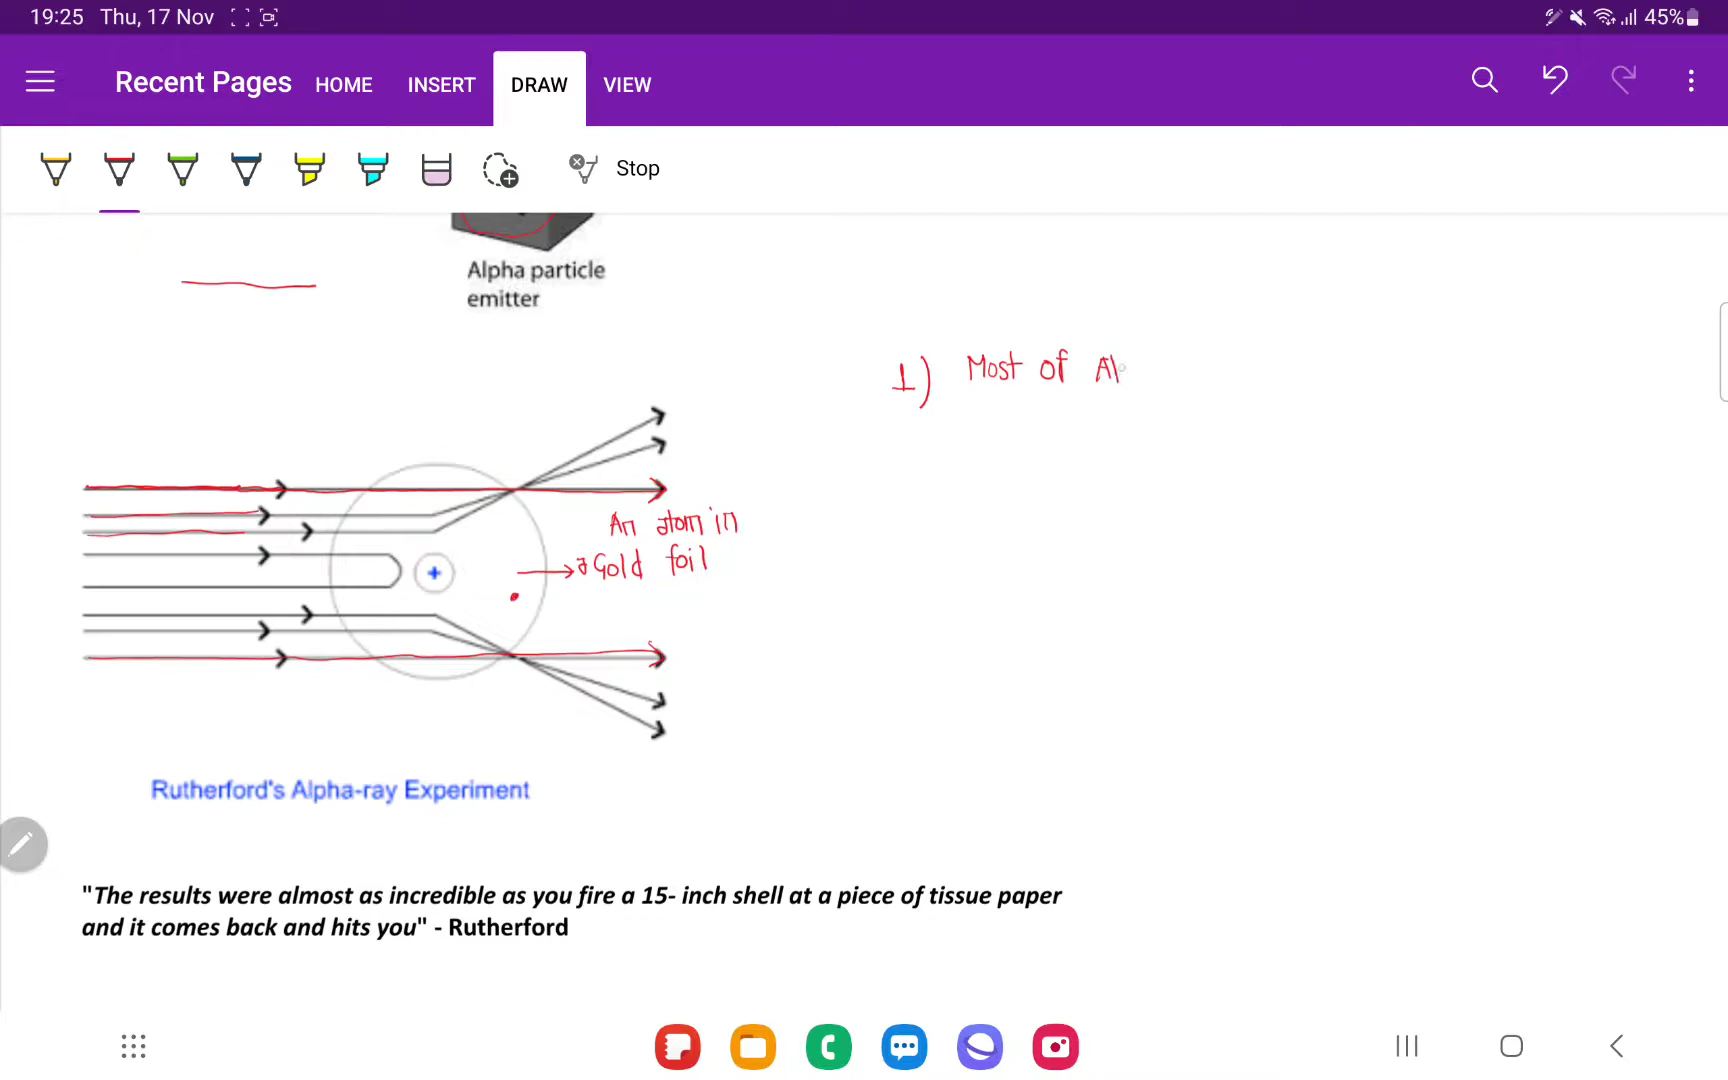 19:25 Thu, 17 Nov 45%
Recent Pages HOME INSERT DRAW VIEW
Stop
Alpha particle
emitter
1) Most of Al
An atom in
Gold foil
+
Rutherford's Alpha-ray Experiment
"The results were almost as incredible as you fire a 15- inch shell at a piece of tissue paper
and it comes back and hits you" - Rutherford